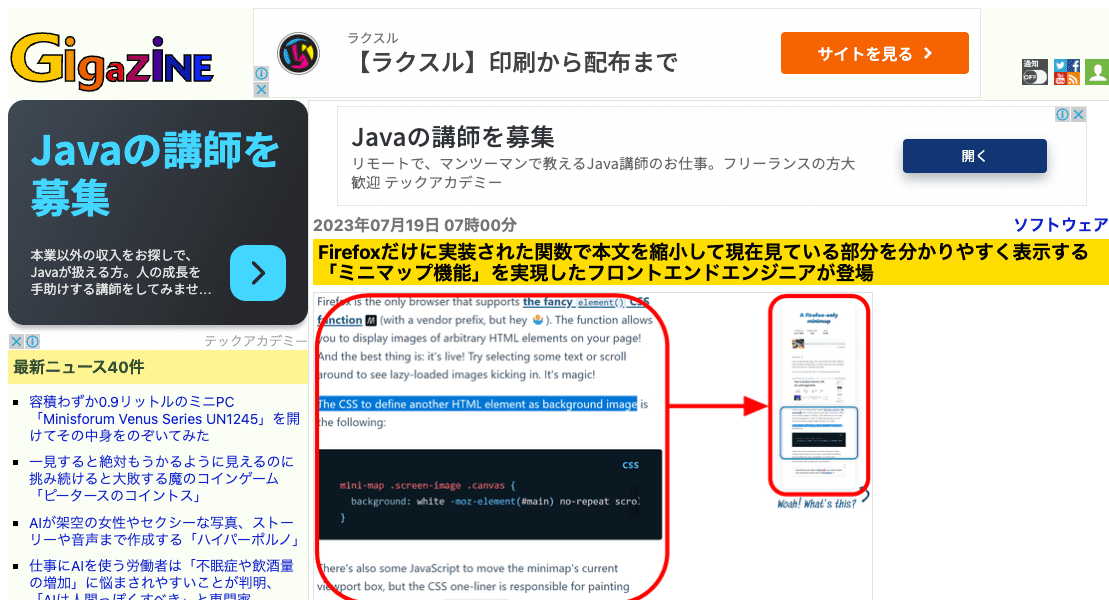 GigaZiNE
ラクスル
【ラクスル】印刷から配布まで
サイトを見る
通知
OFF
Javaの講師を
募集
本業以外の収入をお探しで、
Javaが扱える方。人の成長を
手助けする講師をしてみませ...
テックアカデミー
Javaの講師を募集
リモートで、マンツーマンで教えるJava講師のお仕事。フリーランスの方大
歓迎 テックアカデミー
開く
2023年07月19日 07時00分
ソフトウェア
Firefoxだけに実装された関数で本文を縮小して現在見ている部分を分かりやすく表示する
「ミニマップ機能」を実現したフロントエンドエンジニアが登場
最新ニュース40件
容積わずか0.9リットルのミニPC
「Minisforum Venus Series UN1245」を開
けてその中身をのぞいてみた
一見すると絶対もうかるように見えるのに
挑み続けると大敗する魔のコインゲーム
「ピータースのコイントス」
AIが架空の女性やセクシーな写真、ストー
リーや音声まで作成する「ハイパーポルノ」
仕事にAIを使う労働者は「不眠症や飲酒量
の増加」に悩まされやすいことが判明、
「AIは人間っぽくすべき」と専門家
Firefox is the only browser that supports the fancy element() CSS
function M (with a vendor prefix, but hey 🤷). The function allows
you to display images of arbitrary HTML elements on your page!
And the best thing is: it's live! Try selecting some text or scroll
around to see lazy-loaded images kicking in. It's magic!
The CSS to define another HTML element as background image is
the following:
CSS
mini-map .screen-image .canvas {
background: white -moz-element(#main) no-repeat scrol
}
There's also some JavaScript to move the minimap's current
viewport box, but the CSS one-liner is responsible for painting
A Firefox-only
minimap
Woah! What's this?